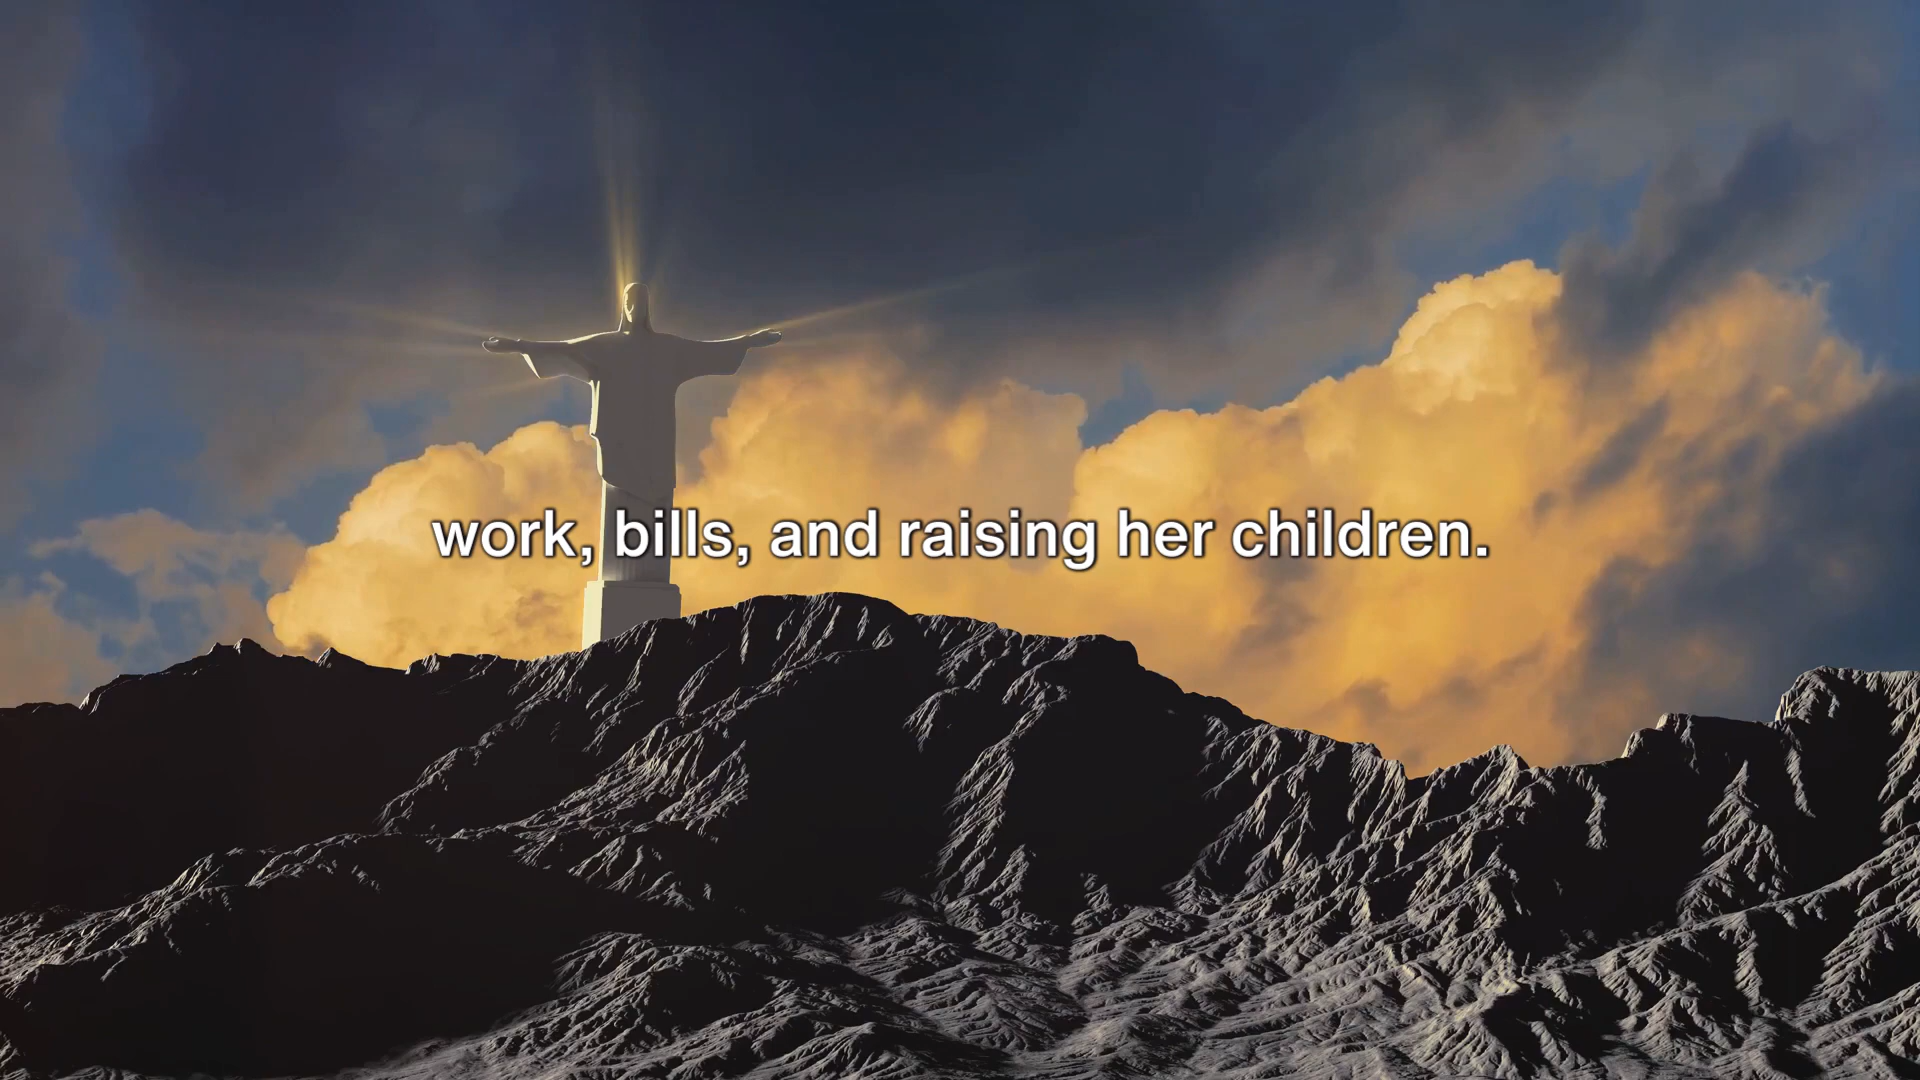 work, bills, and raising her children.